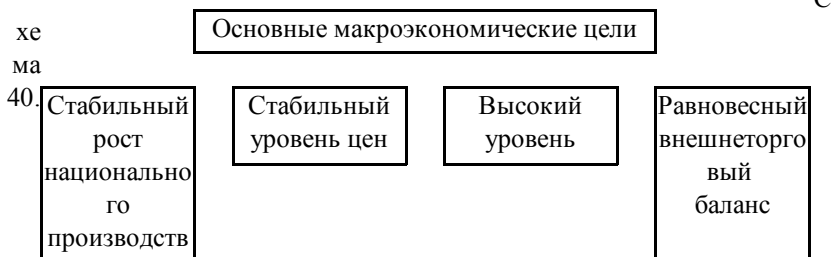 С
хе
ма
40.
Основные макроэкономические цели
Стабильный
рост
национально
го
производств
Стабильный
уровень цен
Высокий
уровень
Равновесный
внешнеторго
вый
баланс